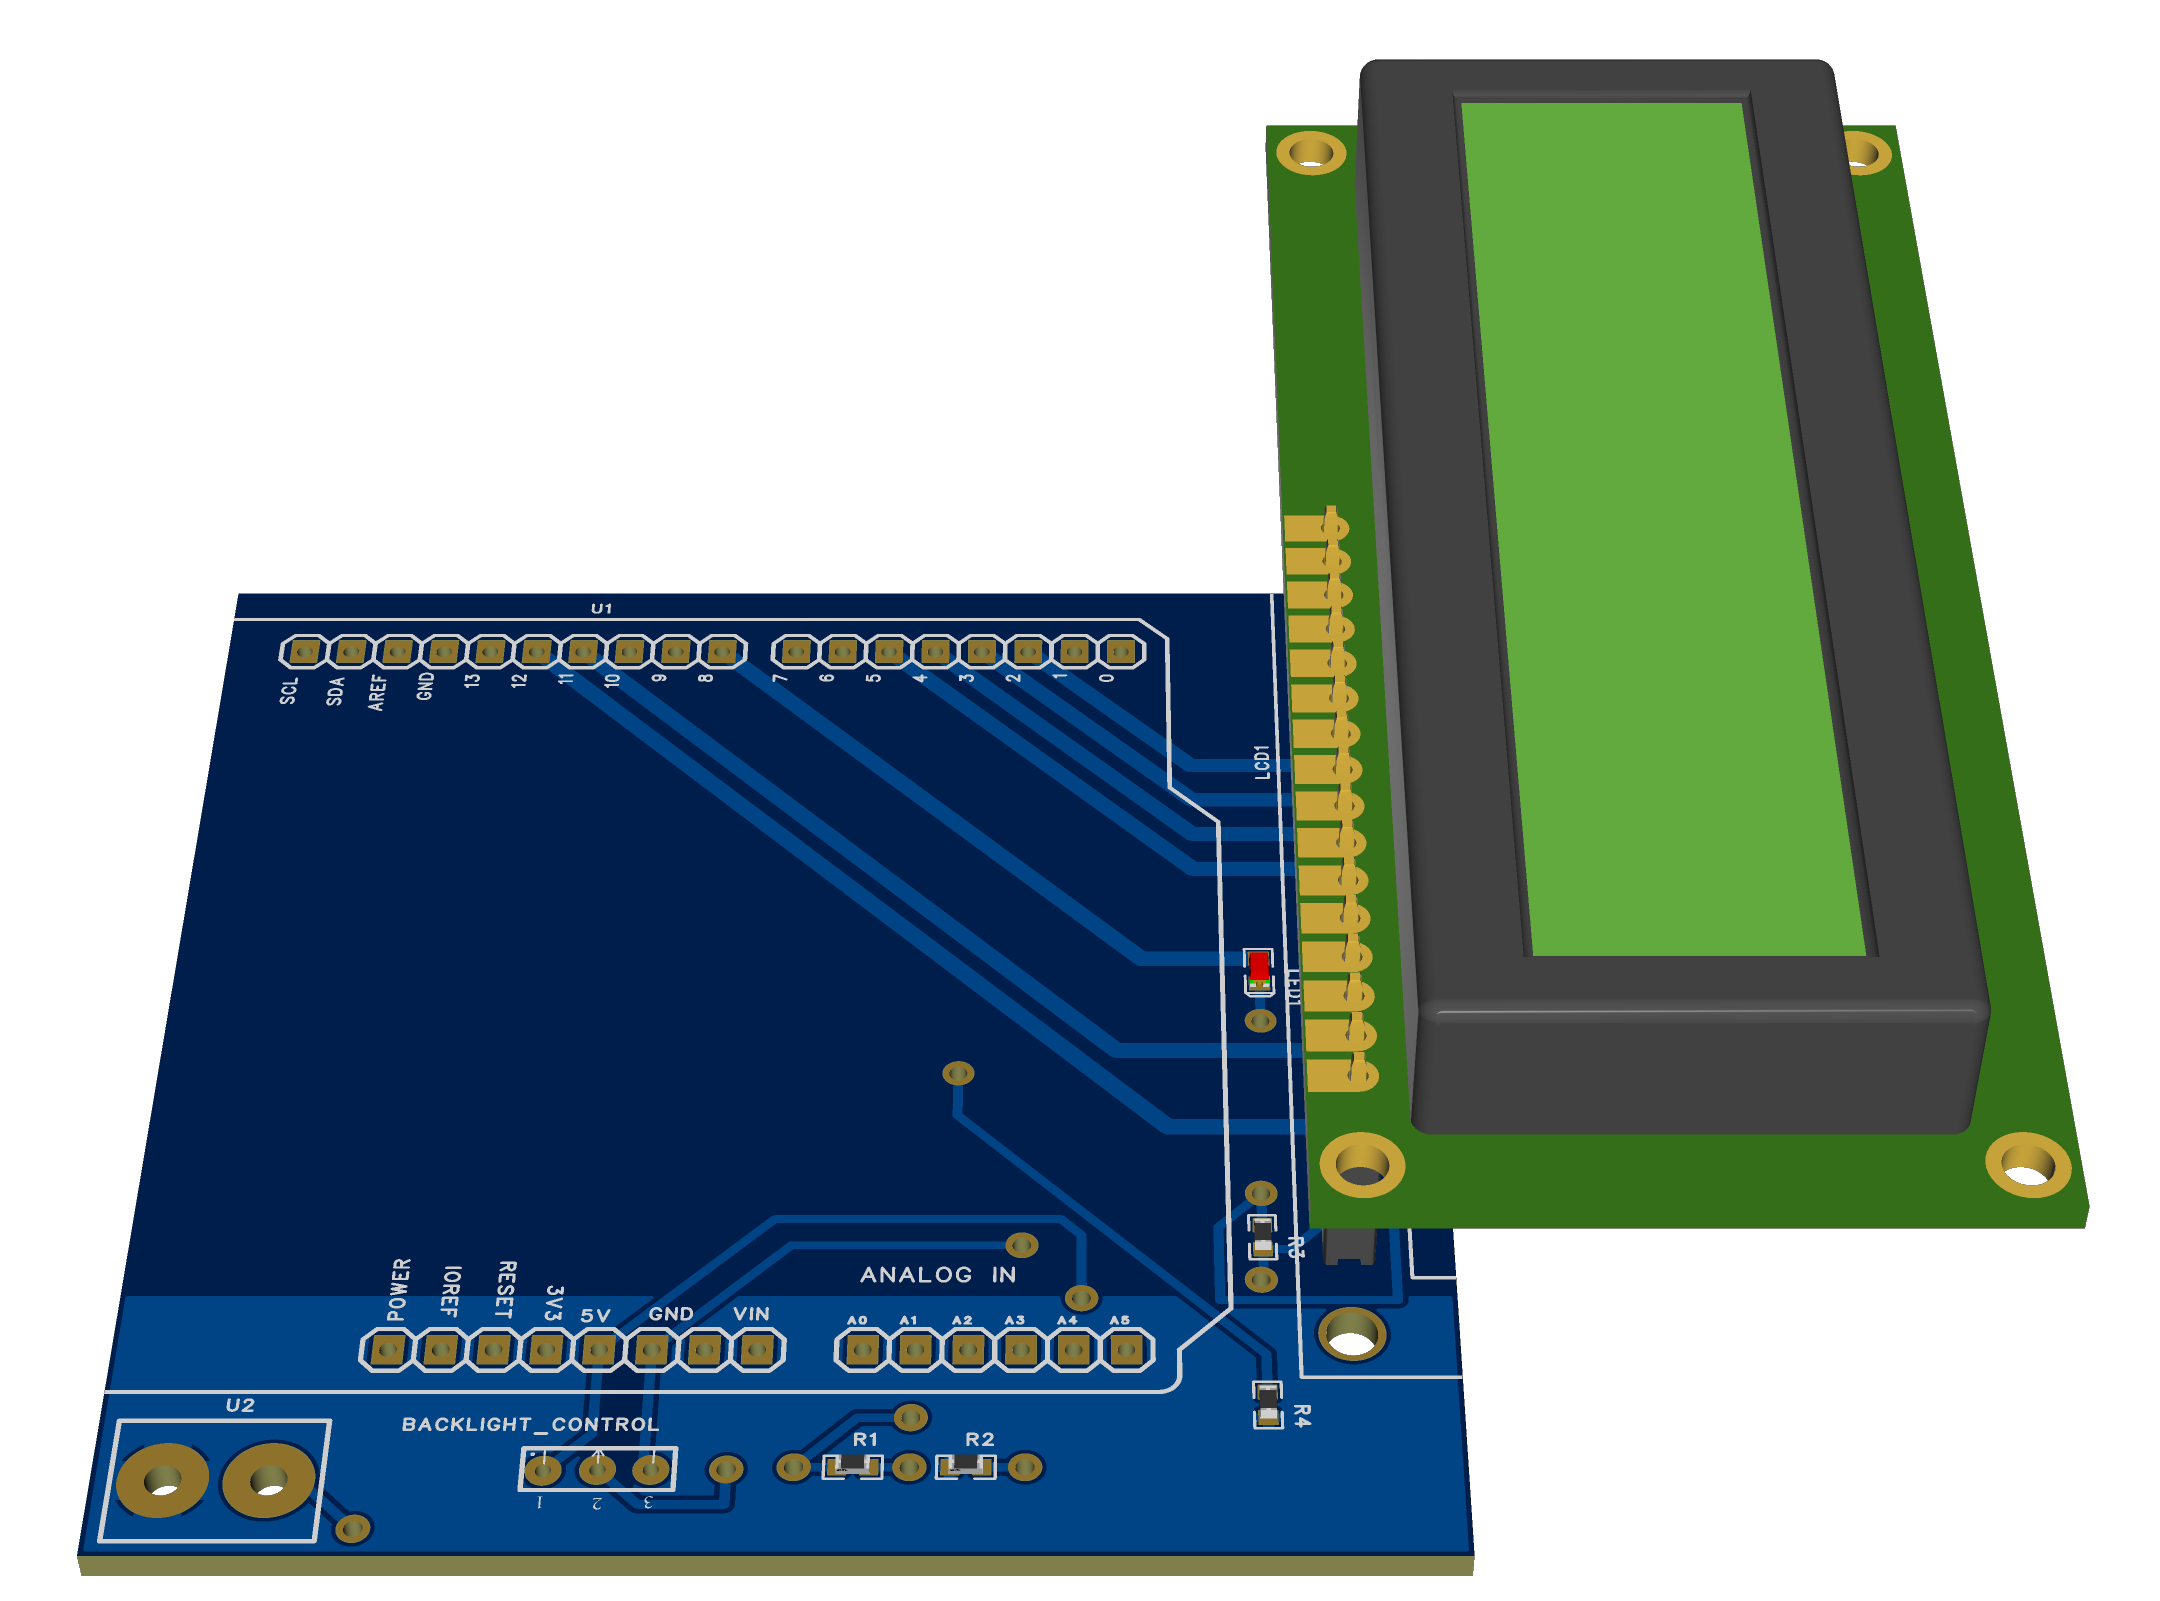 U1
SCL SDA AREF GND 13 12 11 10 9 8 7 6 5 4 3 2 1 0
LCD1
LED1
R3
POWER IOREF RESET 3V3 5V GND VIN
ANALOG IN
A0 A1 A2 A3 A4 A5
U2
BACKLIGHT_CONTROL
1 2 3
R1 R2
R4